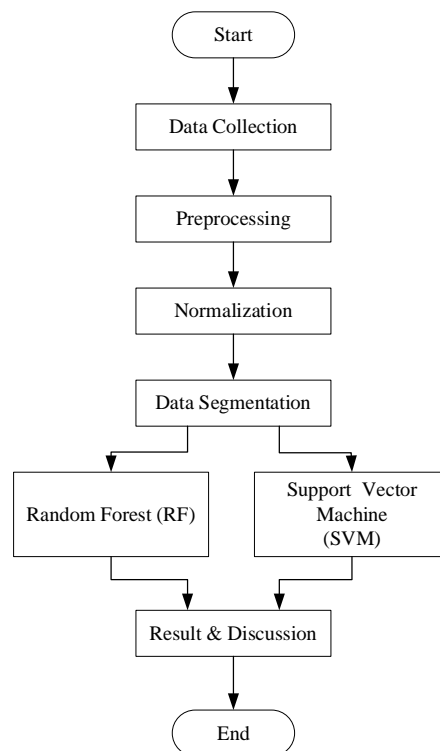 Start
Data Collection
Preprocessing
Normalization
Data Segmentation
Random Forest (RF)
Support Vector
Machine
(SVM)
Result & Discussion
End